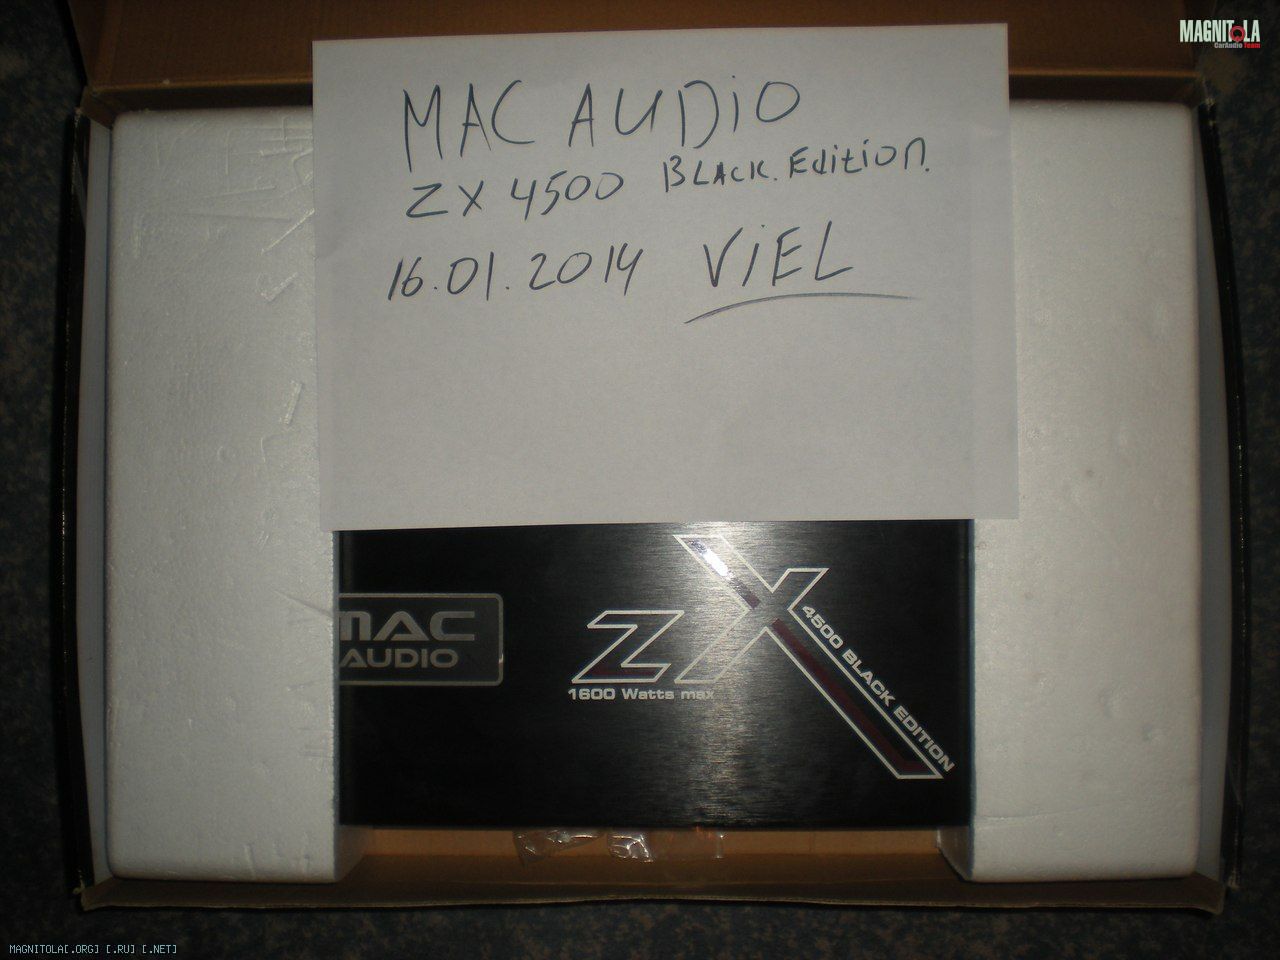 MAGNITOLA
CarAudio Team
MAC AUDiO
ZX 4500 BLACK. Edition.
16.01.2014 ViEL
MAC
AUDIO
ZX
4500 BLACK EDITION
1600 Watts max
MAGNITOLA[.ORG] [.RU] [.NET]